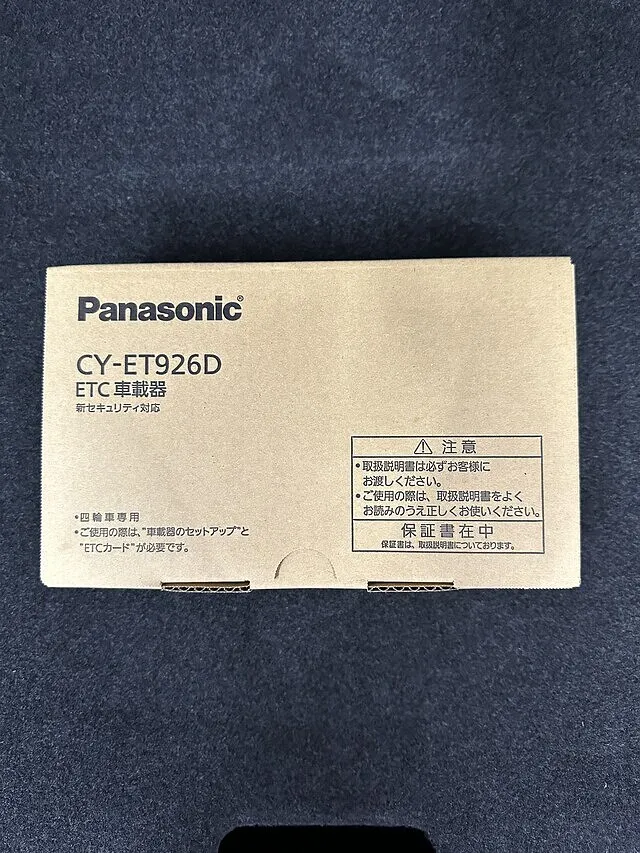 Panasonic®
CY-ET926D
ETC車載器
新セキュリティ対応
⚠ 注意
•取扱説明書は必ずお客様に
お渡しください。
•ご使用の際は、取扱説明書をよく
お読みのうえ正しくお使いください。
保証書在中
保証書は、取扱説明書についております。
•四輪車専用
•ご使用の際は、"車載器のセットアップ"と
"ETCカード"が必要です。